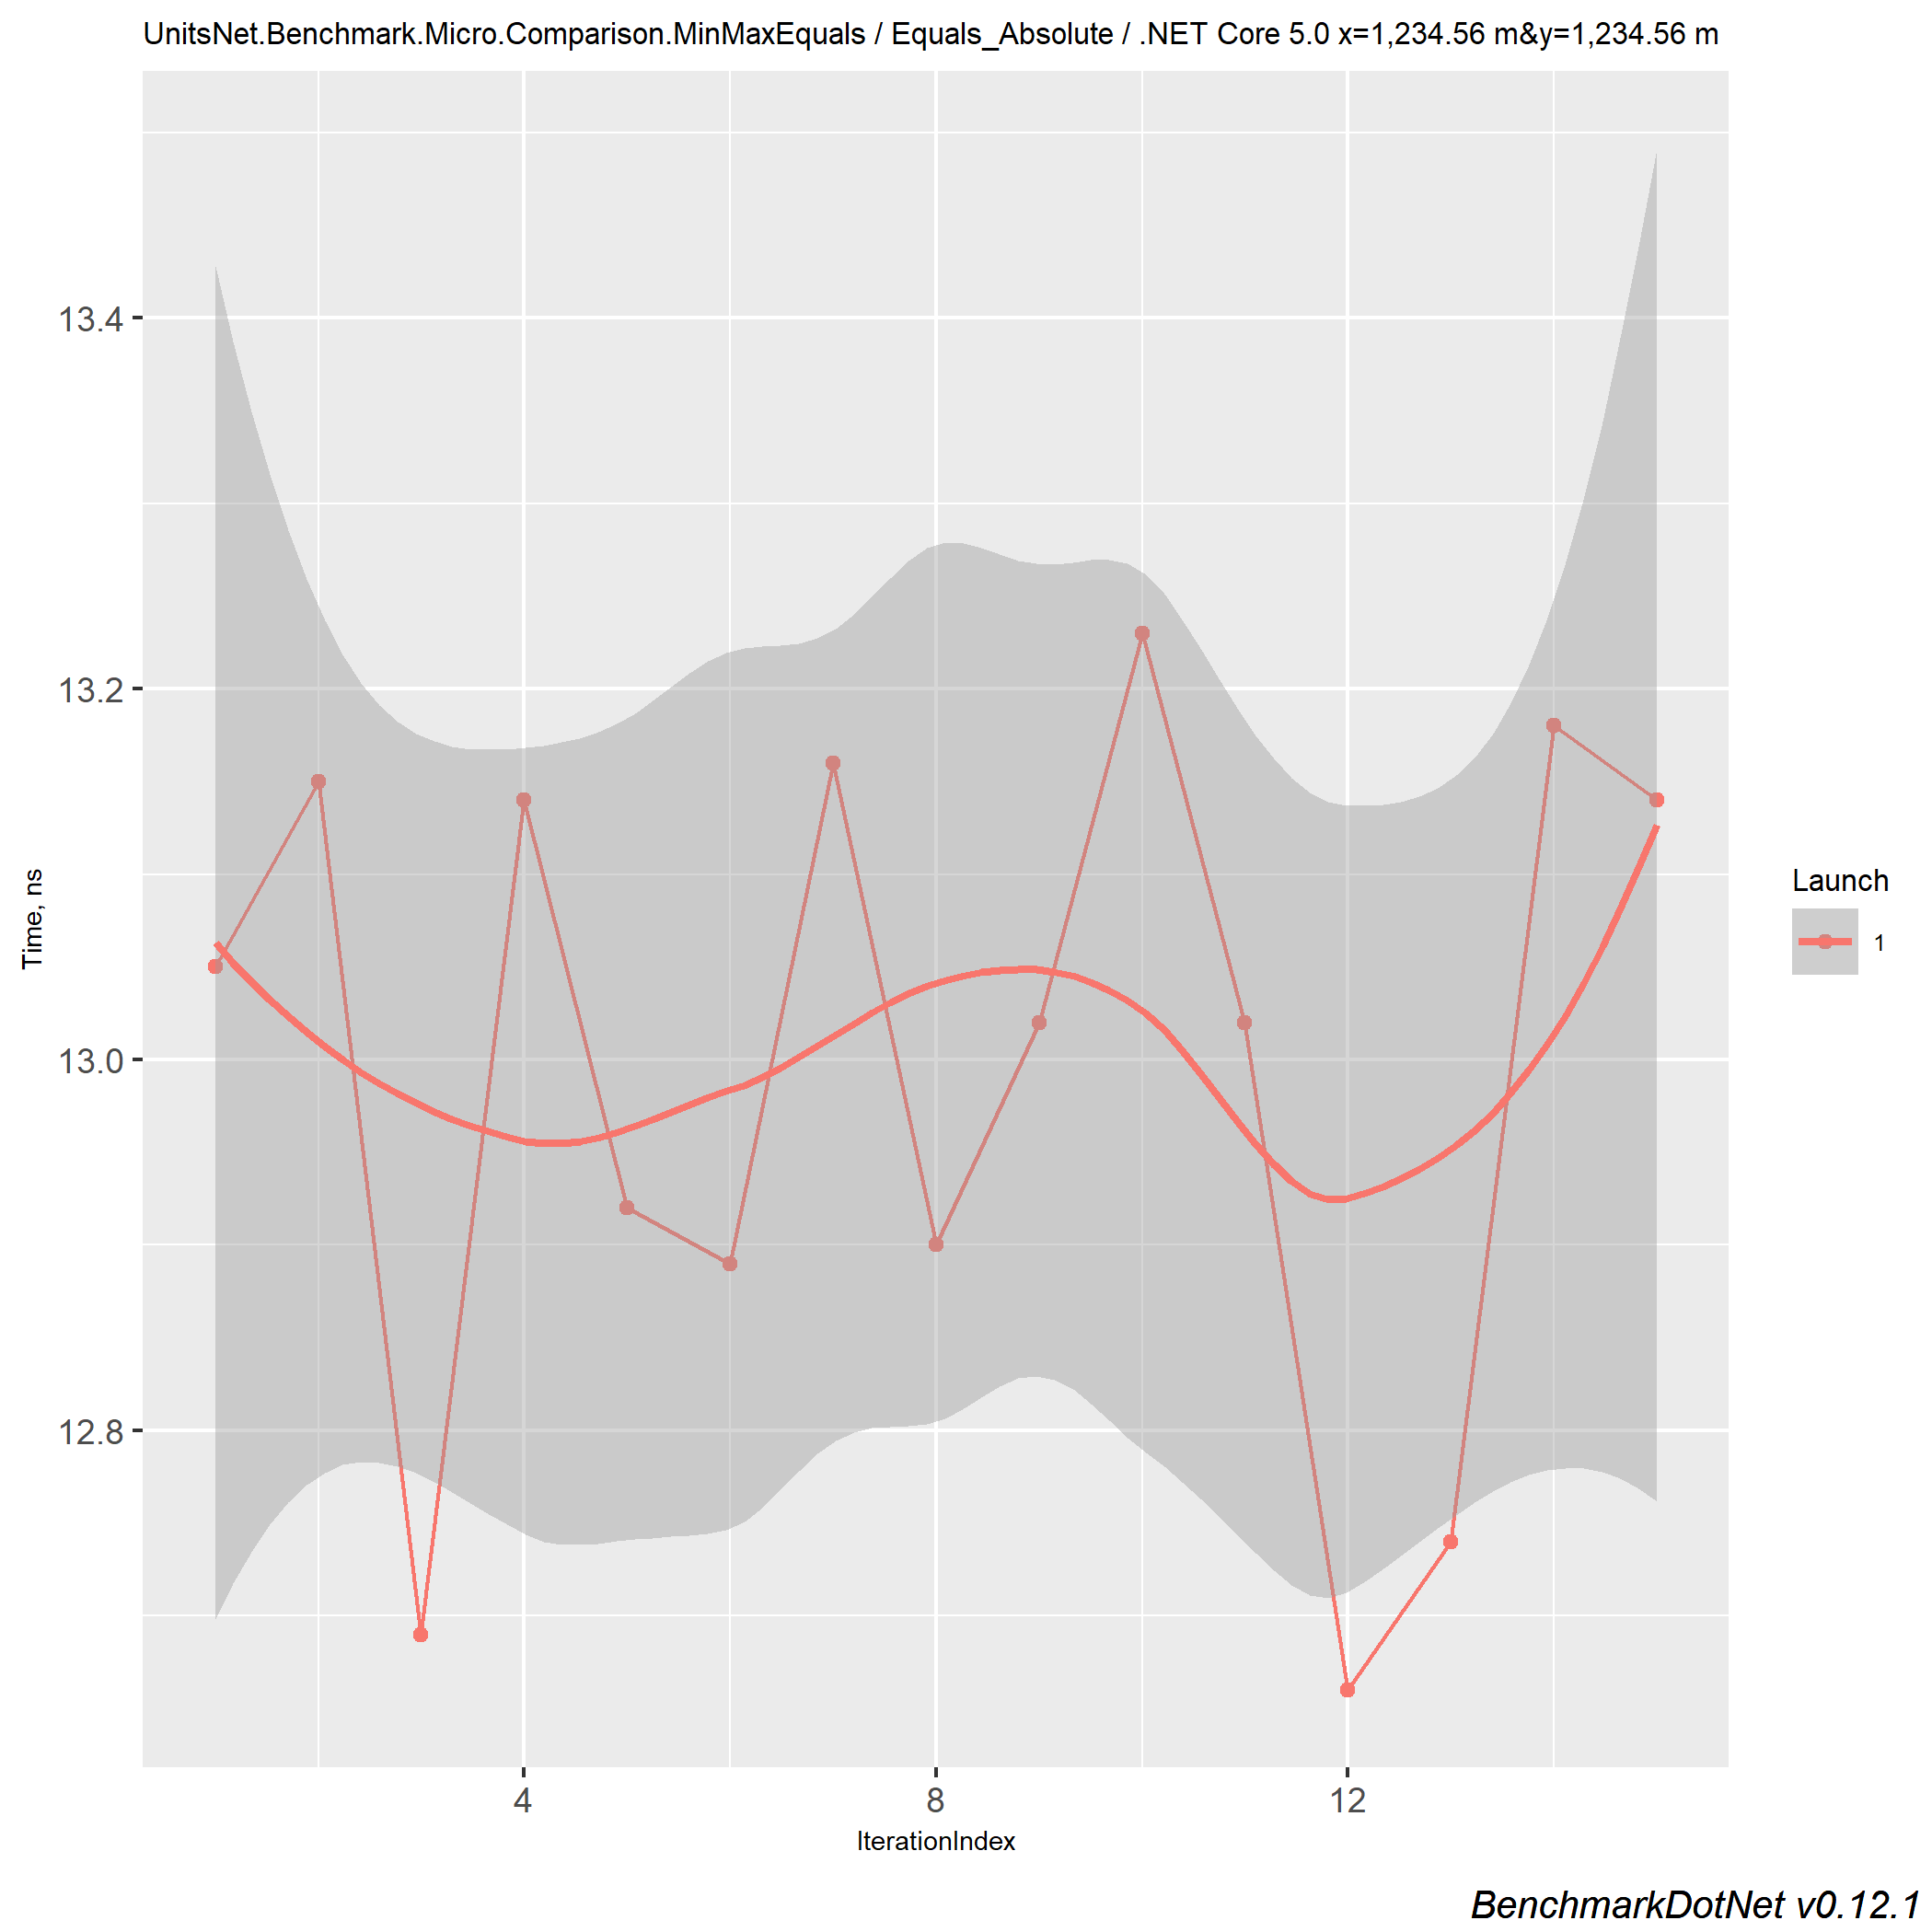 UnitsNet.Benchmark.Micro.Comparison.MinMaxEquals / Equals_Absolute / .NET Core 5.0 x=1,234.56 m&y=1,234.56 m
13.4
13.2
13.0
12.8
Time, ns
Launch
1
4
8
12
IterationIndex
BenchmarkDotNet v0.12.1